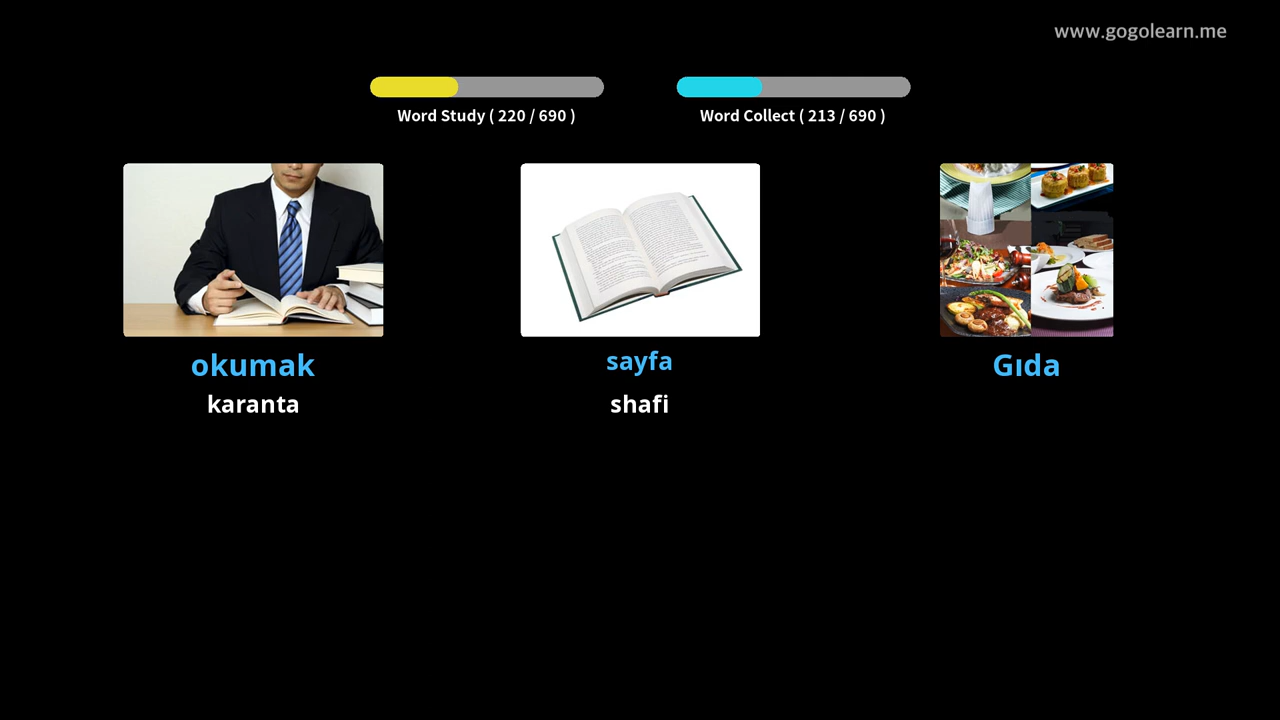 www.gogolearn.me
Word Study ( 220 / 690 )
Word Collect ( 213 / 690 )
okumak
karanta
sayfa
shafi
Gıda